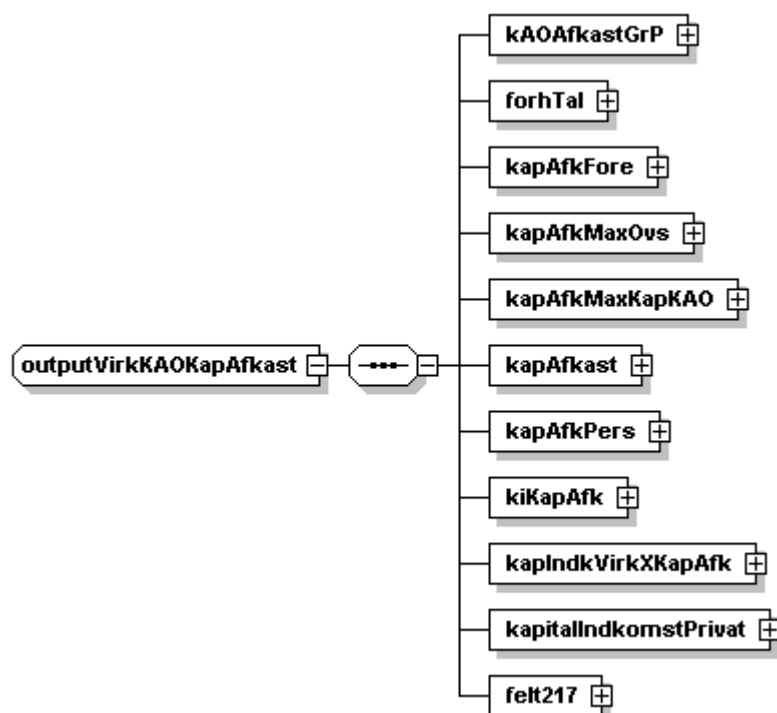 kAOAfkastGrP
forhTal
kapAfkFore
kapAfkMaxOvs
kapAfkMaxKapKAO
outputVirkKAOKapAfkast
kapAfkast
kapAfkPers
kiKapAfk
kapIndkVirkXKapAfk
kapitalIndkomstPrivat
felt217